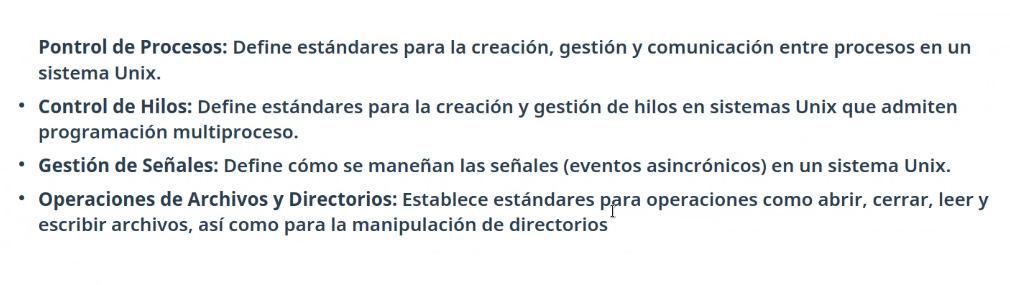 Pontrol de Procesos: Define estándares para la creación, gestión y comunicación entre procesos en un
sistema Unix.
• Control de Hilos: Define estándares para la creación y gestión de hilos en sistemas Unix que admiten
programación multiproceso.
• Gestión de Señales: Define cómo se maneñan las señales (eventos asincrónicos) en un sistema Unix.
• Operaciones de Archivos y Directorios: Establece estándares para operaciones como abrir, cerrar, leer y
escribir archivos, así como para la manipulación de directorios